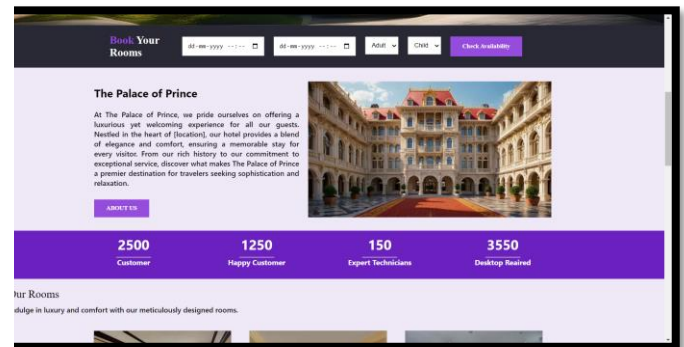 Book Your
Rooms
dd-mm-yyyy --:--
dd-mm-yyyy --:--
Adult
Child
Check Availability
The Palace of Prince
At The Palace of Prince, we pride ourselves on offering a
luxurious yet welcoming experience for all our guests.
Nestled in the heart of [location], our hotel provides a blend
of elegance and comfort, ensuring a memorable stay for
every visitor. From our rich history to our commitment to
exceptional service, discover what makes The Palace of Prince
a premier destination for travelers seeking sophistication and
relaxation.
ABOUT US
2500
1250
150
3550
Customer
Happy Customer
Expert Technicians
Desktop Reaired
Our Rooms
dulge in luxury and comfort with our meticulously designed rooms.